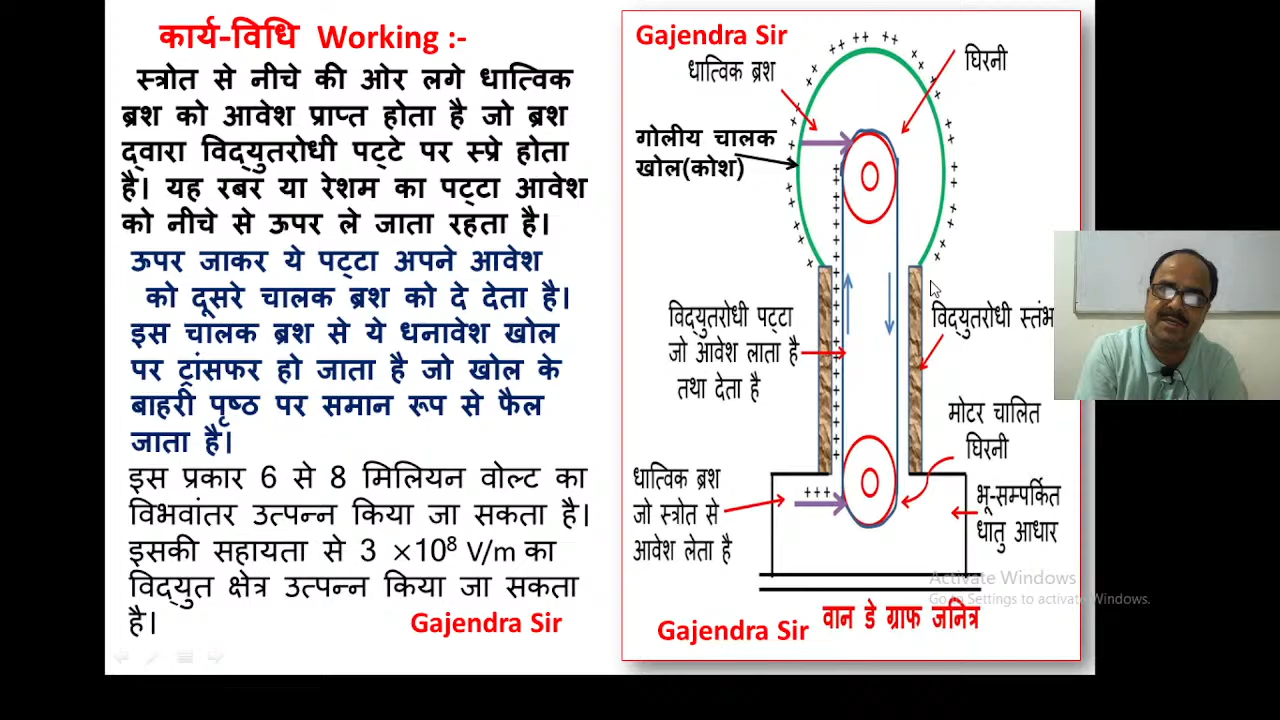 कार्य-विधि Working :-
स्त्रोत से नीचे की ओर लगे धात्विक
ब्रश को आवेश प्राप्त होता है जो ब्रश
द्वारा विद्युतरोधी पट्टे पर स्प्रे होता
है। यह रबर या रेशम का पट्टा आवेश
को नीचे से ऊपर ले जाता रहता है।
ऊपर जाकर ये पट्टा अपने आवेश
को दूसरे चालक ब्रश को दे देता है।
इस चालक ब्रश से ये धनावेश खोल
पर ट्रांसफर हो जाता है जो खोल के
बाहरी पृष्ठ पर समान रूप से फैल
जाता है।
इस प्रकार 6 से 8 मिलियन वोल्ट का
विभवांतर उत्पन्न किया जा सकता है।
इसकी सहायता से 3 ×10⁸ V/m का
विद्युत क्षेत्र उत्पन्न किया जा सकता
है।
Gajendra Sir
Gajendra Sir
धात्विक ब्रश
घिरनी
गोलीय चालक
खोल(कोश)
विद्युतरोधी पट्टा
जो आवेश लाता है
तथा देता है
विद्युतरोधी स्तंभ
मोटर चालित
घिरनी
धात्विक ब्रश
जो स्त्रोत से
आवेश लेता है
+++
भू-सम्पर्कित
धातु आधार
Activate Windows
Go to Settings to activate Windows.
Gajendra Sir
वान डे ग्राफ जनित्र